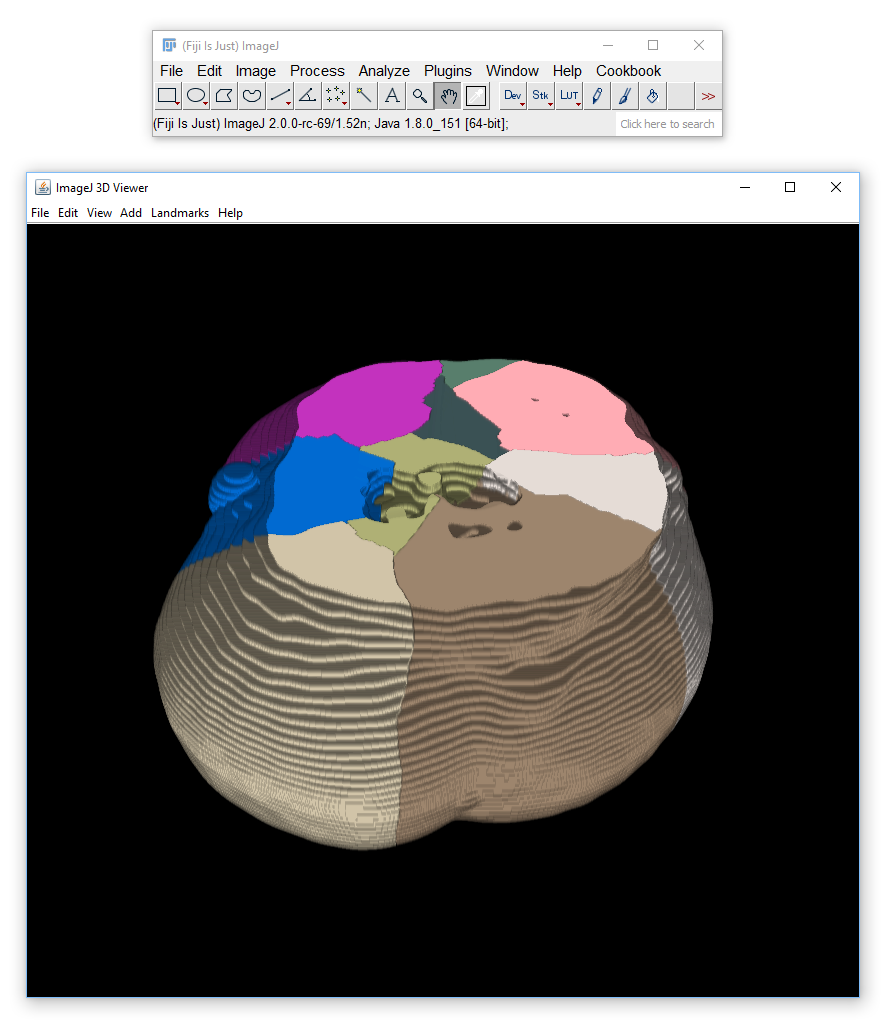 (Fiji Is Just) ImageJ
File Edit Image Process Analyze Plugins Window Help Cookbook
A Dev Stk LUT >>
(Fiji Is Just) ImageJ 2.0.0-rc-69/1.52n; Java 1.8.0_151 [64-bit]; Click here to search
ImageJ 3D Viewer
File Edit View Add Landmarks Help